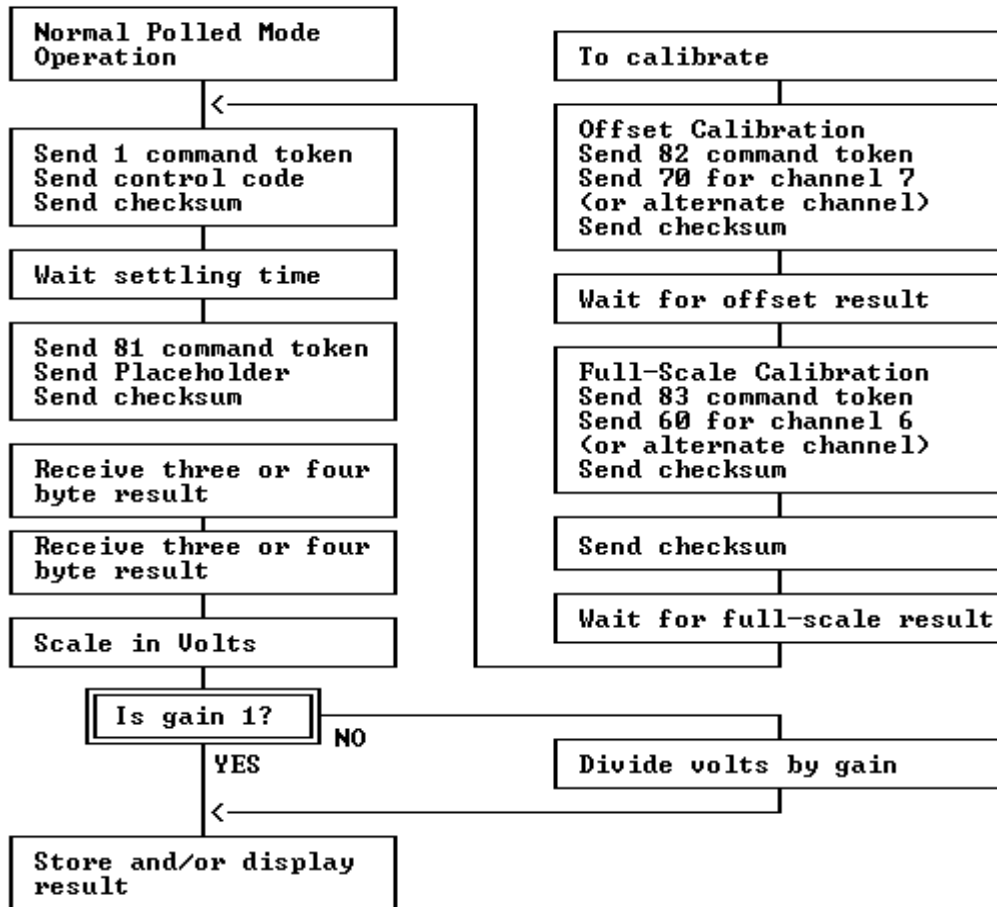 Normal Polled Mode
Operation
Send 1 command token
Send control code
Send checksum
Wait settling time
Send 81 command token
Send Placeholder
Send checksum
Receive three or four
byte result
Receive three or four
byte result
Scale in Volts
Is gain 1?
NO
YES
Store and/or display
result
To calibrate
Offset Calibration
Send 82 command token
Send 70 for channel 7
(or alternate channel)
Send checksum
Wait for offset result
Full-Scale Calibration
Send 83 command token
Send 60 for channel 6
(or alternate channel)
Send checksum
Send checksum
Wait for full-scale result
Divide volts by gain